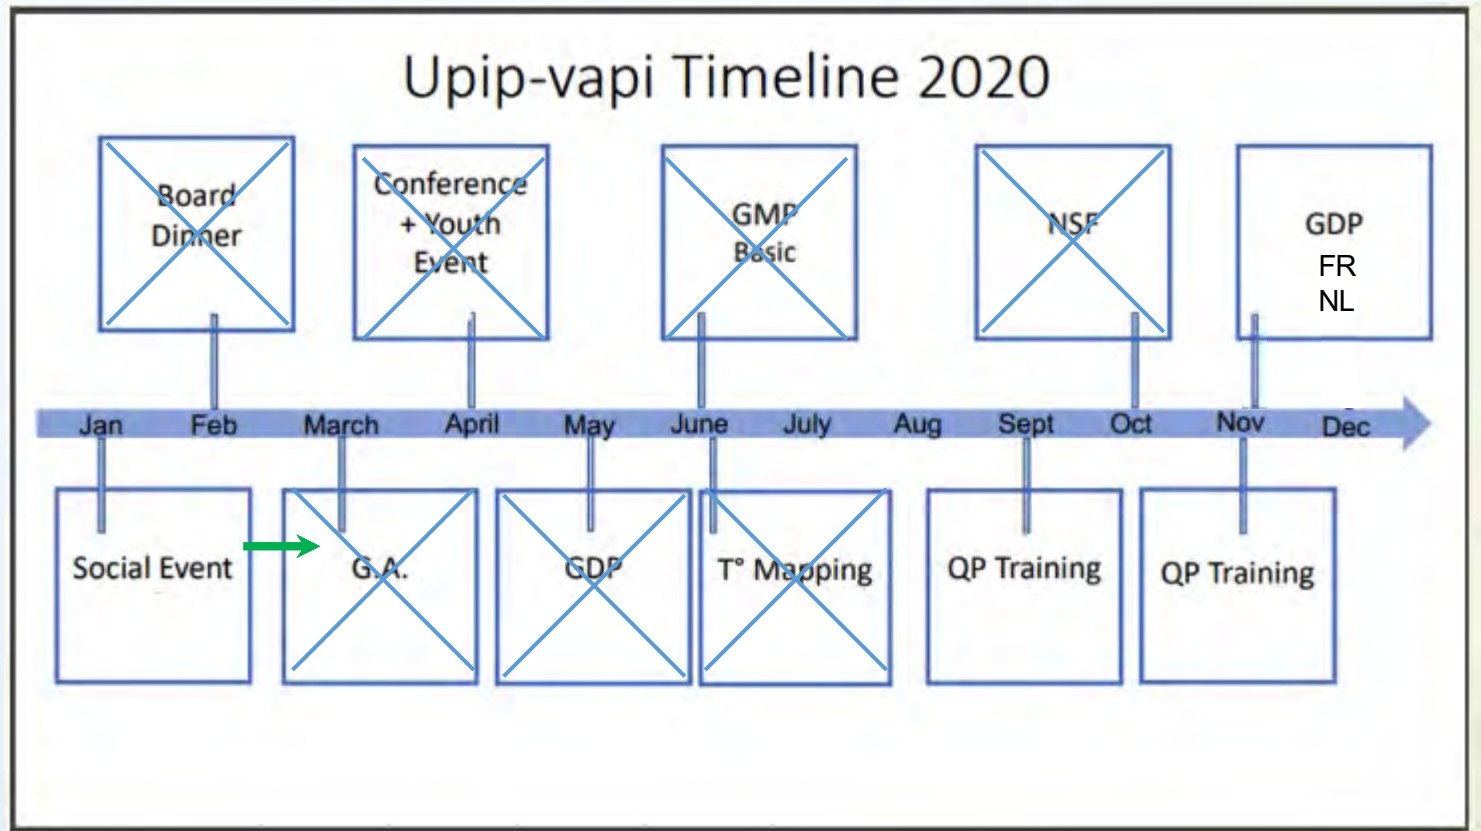 Upip-vapi Timeline 2020
Board
Dinner
Conference
+ Youth
Event
GMP
Basic
NSF
GDP
FR
NL
Jan Feb March April May June July Aug Sept Oct Nov Dec
Social Event
G.A.
GDP
T° Mapping
QP Training
QP Training